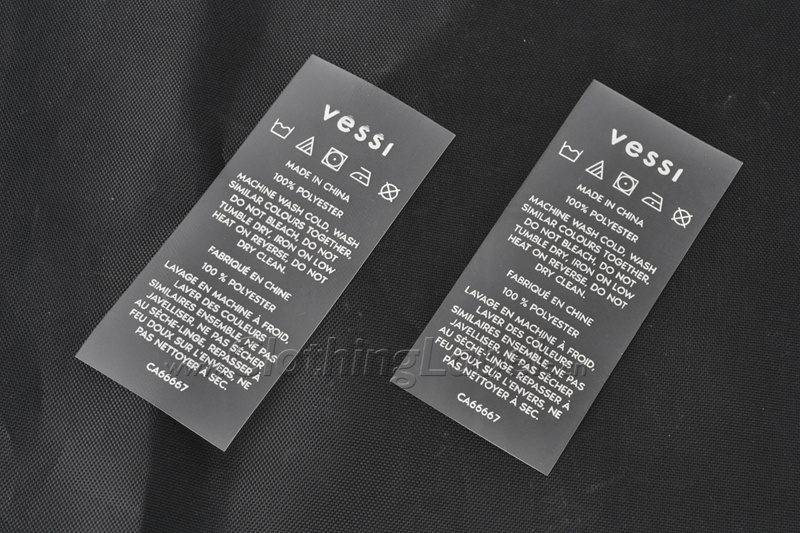 vessi
MADE IN CHINA
100% POLYESTER
MACHINE WASH COLD, WASH
SIMILAR COLOURS TOGETHER,
DO NOT BLEACH, DO NOT
TUMBLE DRY, IRON ON LOW
HEAT ON REVERSE, DO NOT
DRY CLEAN.
FABRIQUÉ EN CHINE
100 % POLYESTER
LAVAGE EN MACHINE À FROID,
LAVER DES COULEURS
SIMILAIRES ENSEMBLE, NE PAS
JAVELLISER, NE PAS SÉCHER
AU SÈCHE-LINGE, REPASSER À
FEU DOUX SUR L'ENVERS, NE
PAS NETTOYER À SEC.
CA66667
vessi
MADE IN CHINA
100% POLYESTER
MACHINE WASH COLD, WASH
SIMILAR COLOURS TOGETHER,
DO NOT BLEACH, DO NOT
TUMBLE DRY, IRON ON LOW
HEAT ON REVERSE, DO NOT
DRY CLEAN.
FABRIQUÉ EN CHINE
100 % POLYESTER
LAVAGE EN MACHINE À FROID,
LAVER DES COULEURS
SIMILAIRES ENSEMBLE, NE PAS
JAVELLISER, NE PAS SÉCHER
AU SÈCHE-LINGE, REPASSER À
FEU DOUX SUR L'ENVERS, NE
PAS NETTOYER À SEC.
CA66667